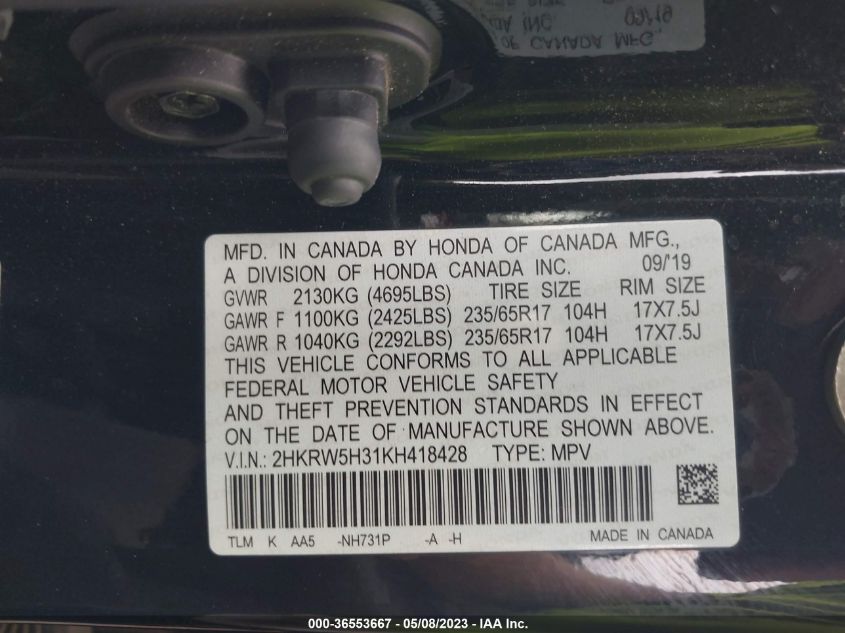 MFD. IN CANADA BY HONDA OF CANADA MFG.,
A DIVISION OF HONDA CANADA INC. 09/'19
GVWR 2130KG (4695LBS) TIRE SIZE RIM SIZE
GAWR F 1100KG (2425LBS) 235/65R17 104H 17X7.5J
GAWR R 1040KG (2292LBS) 235/65R17 104H 17X7.5J
THIS VEHICLE CONFORMS TO ALL APPLICABLE
FEDERAL MOTOR VEHICLE SAFETY
AND THEFT PREVENTION STANDARDS IN EFFECT
ON THE DATE OF MANUFACTURE SHOWN ABOVE.
V.I.N.: 2HKRW5H31KH418428 TYPE: MPV
TLM K AA5 -NH731P -A -H MADE IN CANADA
000-36553667 - 05/08/2023 - IAA Inc.